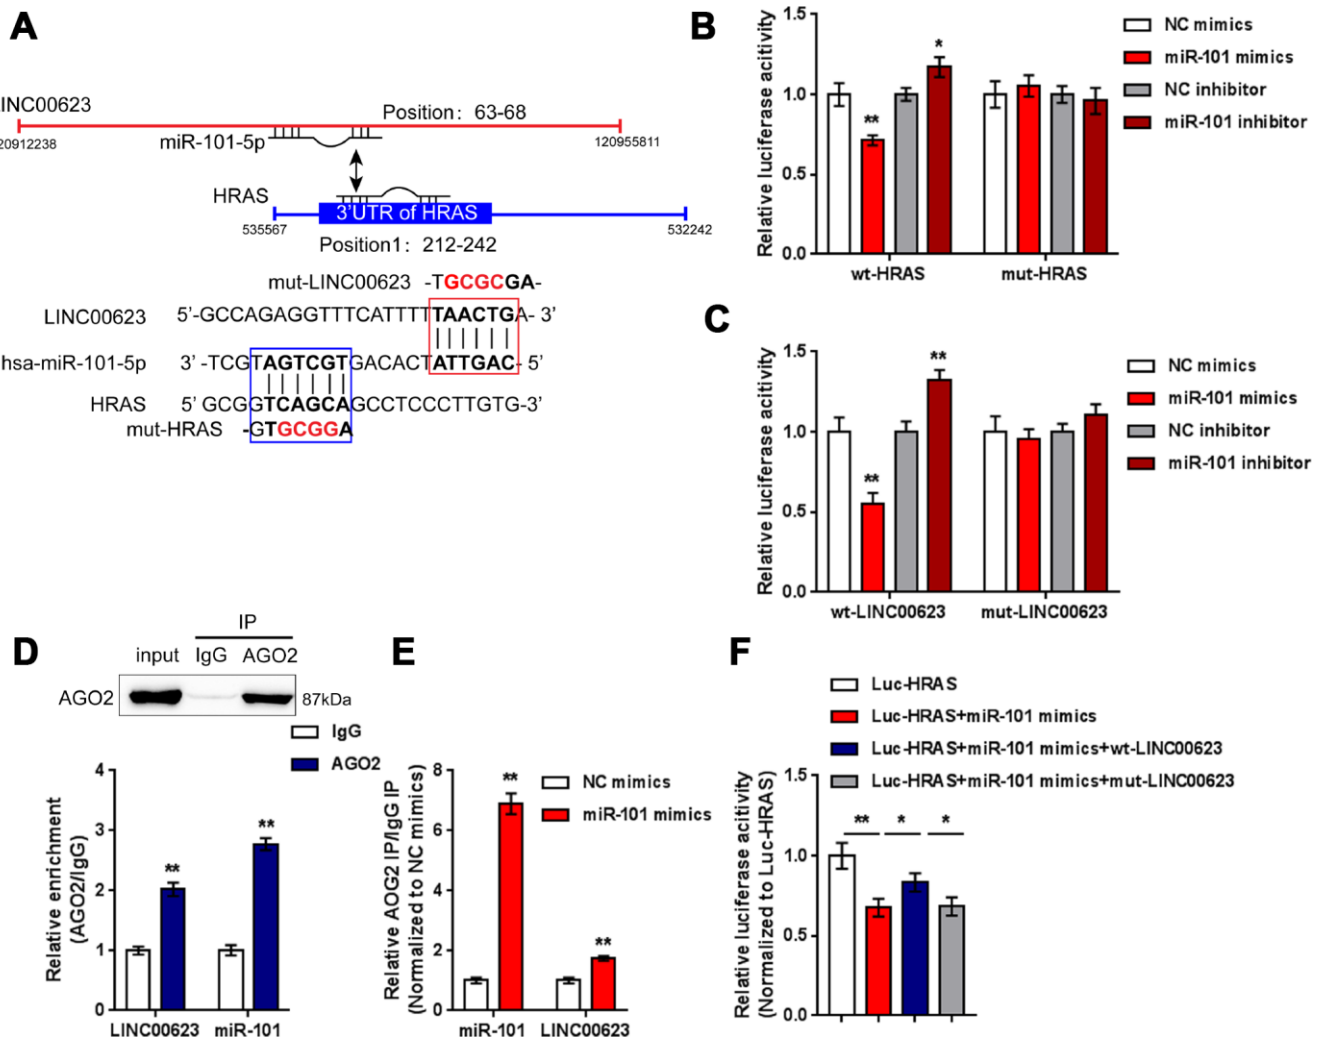 A
INC00623
Position: 63-68
20912238
miR-101-5p
120955811
HRAS
3'UTR of HRAS
535567
532242
Position1: 212-242
mut-LINC00623 -TGCGCGA-
LINC00623 5'-GCCAGAGGTTTCATTTTTAACTGA- 3'
hsa-miR-101-5p 3' -TCGTAGTCGTGACACTATTGAC- 5'
HRAS 5' GCGGTCAGCAGCCTCCCTTGTG-3'
mut-HRAS -GTGCGGA
B
Relative luciferase acitivity
1.5
1.0
0.5
0.0
**
*
wt-HRAS
mut-HRAS
NC mimics
miR-101 mimics
NC inhibitor
miR-101 inhibitor
C
Relative luciferase acitivity
1.5
1.0
0.5
0.0
**
**
wt-LINC00623
mut-LINC00623
NC mimics
miR-101 mimics
NC inhibitor
miR-101 inhibitor
D
IP
input IgG AGO2
AGO2
87kDa
IgG
AGO2
Relative enrichment
(AGO2/IgG)
4
3
2
1
0
**
**
LINC00623
miR-101
E
Relative AOG2 IP/IgG IP
(Normalized to NC mimics)
8
6
4
2
0
**
**
miR-101
LINC00623
NC mimics
miR-101 mimics
F
Luc-HRAS
Luc-HRAS+miR-101 mimics
Luc-HRAS+miR-101 mimics+wt-LINC00623
Luc-HRAS+miR-101 mimics+mut-LINC00623
Relative luciferase acitivity
(Normalized to Luc-HRAS)
1.5
1.0
0.5
0.0
**
*
*